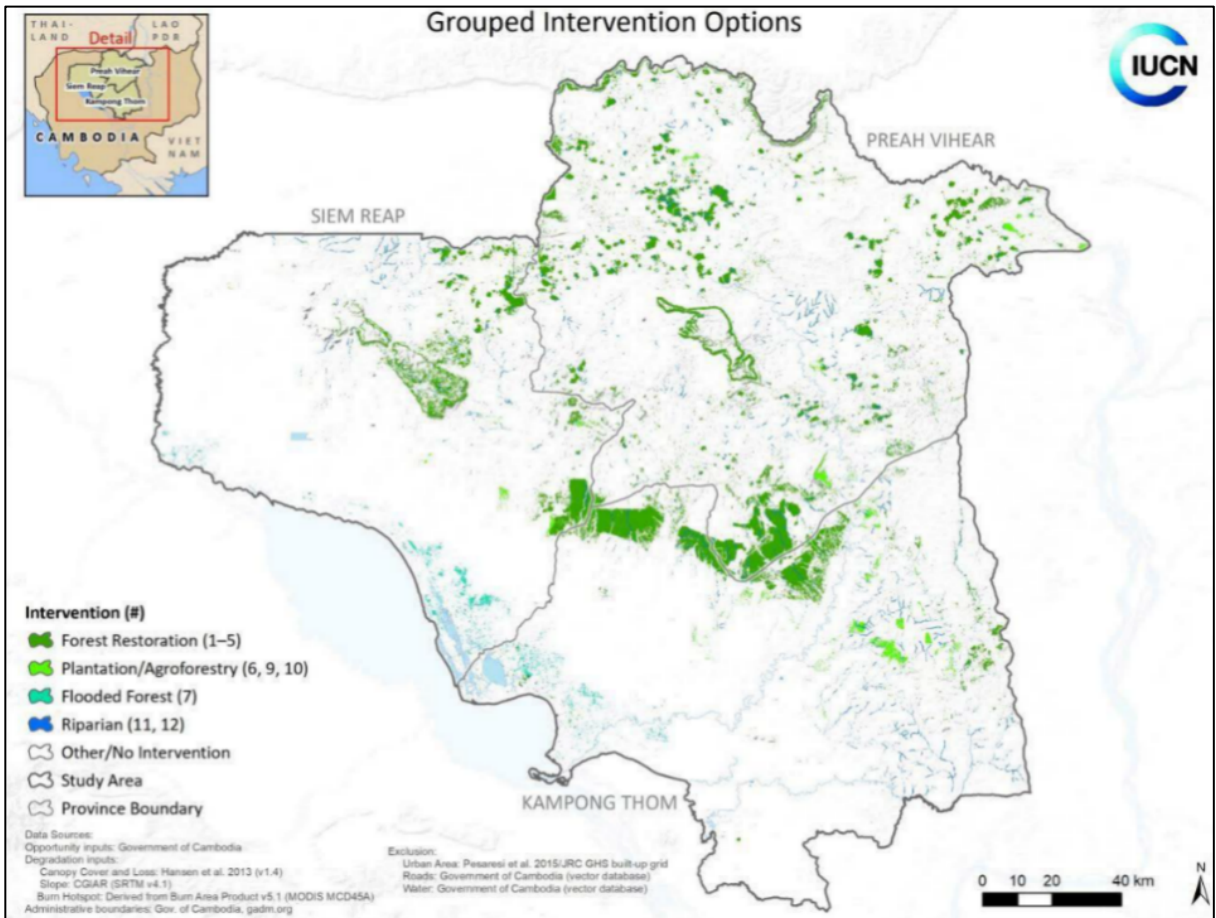 Grouped Intervention Options
THAI-
LAND
LAO
PDR
Detail
Preah Vihear
Siem Reap
Kampong Thom
CAMBODIA
VIET
NAM
IUCN
PREAH VIHEAR
SIEM REAP
KAMPONG THOM
Intervention (#)
Forest Restoration (1–5)
Plantation/Agroforestry (6, 9, 10)
Flooded Forest (7)
Riparian (11, 12)
Other/No Intervention
Study Area
Province Boundary
Data Sources:
Opportunity inputs: Government of Cambodia
Degradation inputs:
Canopy Cover and Loss: Hansen et al. 2013 (v1.4)
Slope: CGIAR (SRTM v4.1)
Burn Hotspot: Derived from Burn Area Product v5.1 (MODIS MCD45A)
Administrative boundaries: Gov. of Cambodia, gadm.org
Exclusion:
Urban Area: Pesaresi et al. 2015/JRC GHS built-up grid
Roads: Government of Cambodia (vector database)
Water: Government of Cambodia (vector database)
0 10 20 40 km
N